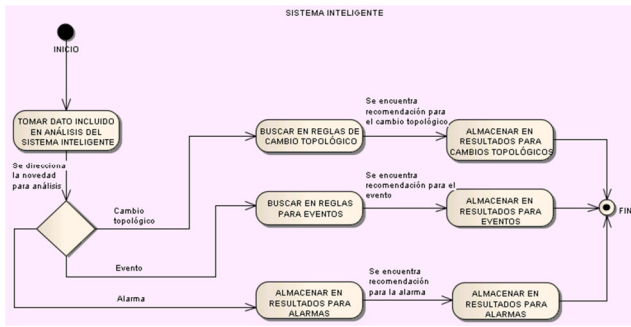 SISTEMA INTELIGENTE
INICIO
TOMAR DATO INCLUIDO
EN ANÁLISIS DEL
SISTEMA INTELIGENTE
Se direcciona
la novedad
para análisis
Cambio
topológico
Evento
Alarma
BUSCAR EN REGLAS DE
CAMBIO TOPOLÓGICO
Se encuentra
recomendación para
el cambio topológico
ALMACENAR EN
RESULTADOS PARA
CAMBIOS TOPOLÓGICOS
BUSCAR EN REGLAS
PARA EVENTOS
Se encuentra
recomendación para el
evento
ALMACENAR EN
RESULTADOS PARA
EVENTOS
ALMACENAR EN
RESULTADOS PARA
ALARMAS
Se encuentra
recomendación
para la alarma
ALMACENAR EN
RESULTADOS PARA
ALARMAS
FIN